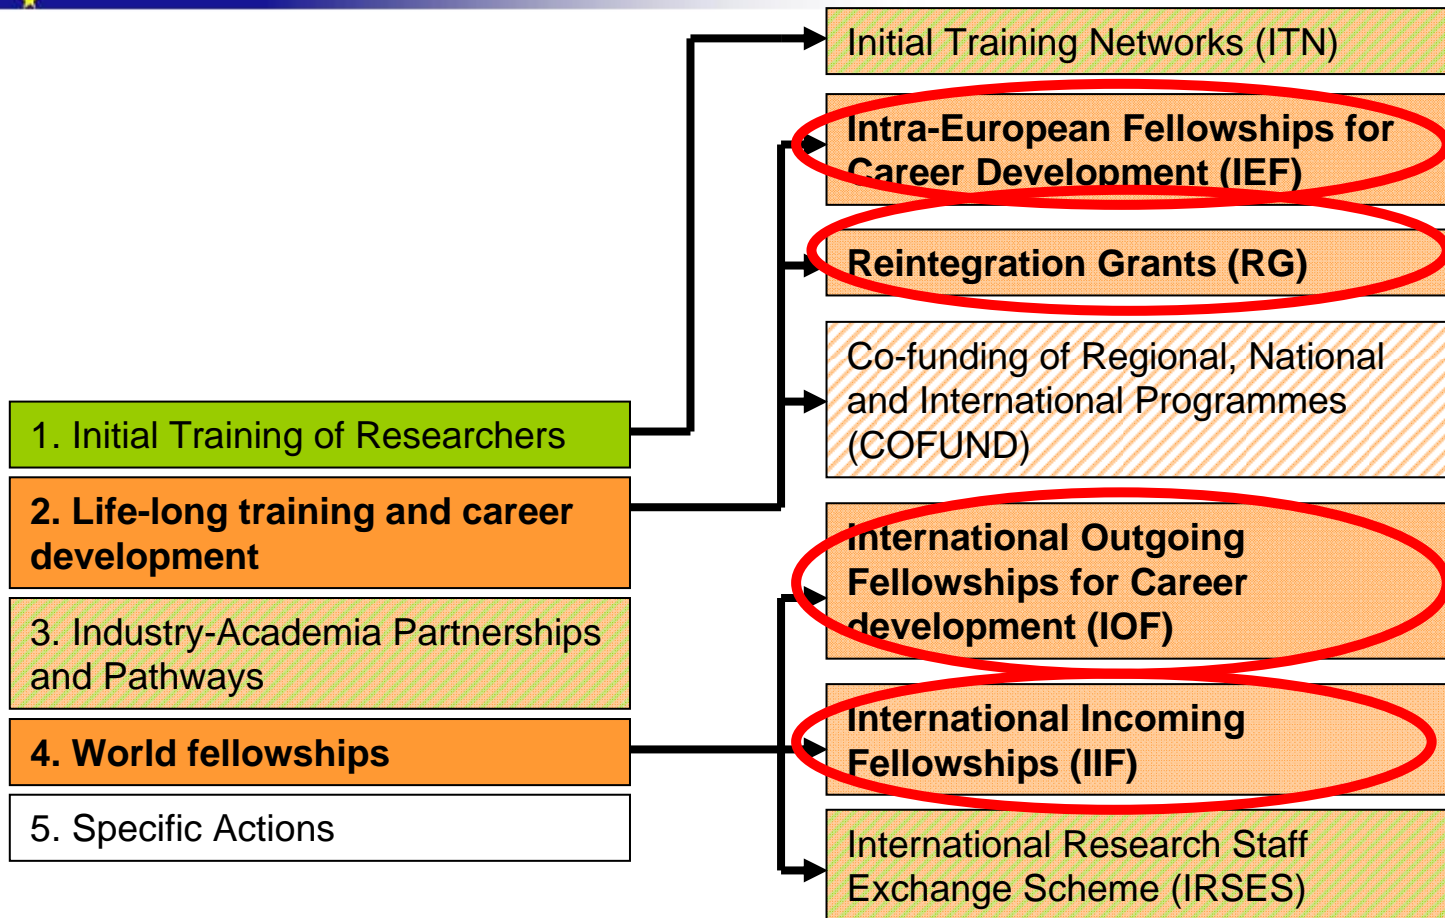 Initial Training Networks (ITN)
Intra-European Fellowships for
Career Development (IEF)
Reintegration Grants (RG)
Co-funding of Regional, National
and International Programmes
(COFUND)
1. Initial Training of Researchers
2. Life-long training and career
development
3. Industry-Academia Partnerships
and Pathways
4. World fellowships
5. Specific Actions
International Outgoing
Fellowships for Career
development (IOF)
International Incoming
Fellowships (IIF)
International Research Staff
Exchange Scheme (IRSES)